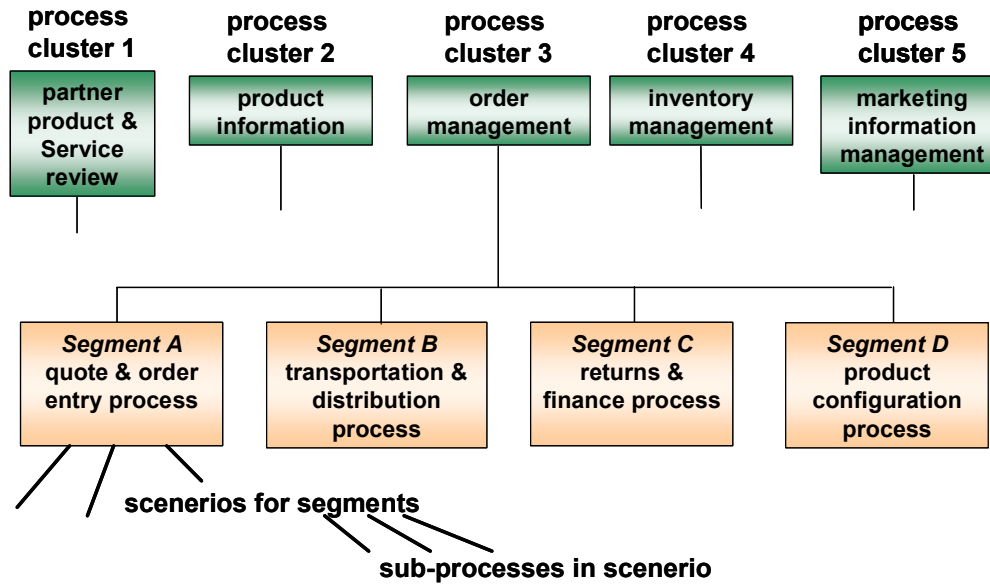 process
cluster 1
process
cluster 2
process
cluster 3
process
cluster 4
process
cluster 5
partner
product &
Service
review
product
information
order
management
inventory
management
marketing
information
management
Segment A
quote & order
entry process
Segment B
transportation &
distribution
process
Segment C
returns &
finance process
Segment D
product
configuration
process
scenerios for segments
sub-processes in scenerio